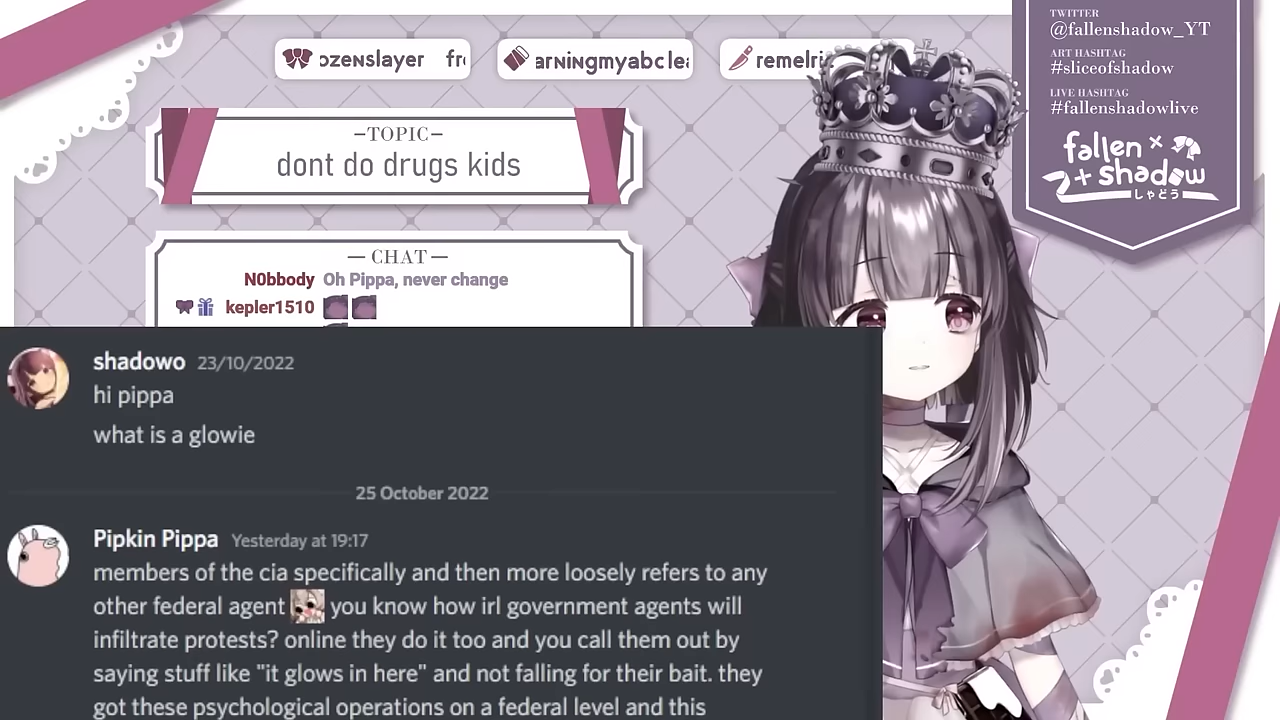 TWITTER
@fallenshadow_YT
ART HASHTAG
#sliceofshadow
LIVE HASHTAG
#fallenshadowlive
fallen
shadow
しゃどう
ozenslayer fr
arningmyabclea
remelri
-TOPIC-
dont do drugs kids
- CHAT -
N0bbody Oh Pippa, never change
kepler1510
shadowo 23/10/2022
hi pippa
what is a glowie
25 October 2022
Pipkin Pippa Yesterday at 19:17
members of the cia specifically and then more loosely refers to any
other federal agent you know how irl government agents will
infiltrate protests? online they do it too and you call them out by
saying stuff like "it glows in here" and not falling for their bait. they
got these psychological operations on a federal level and this